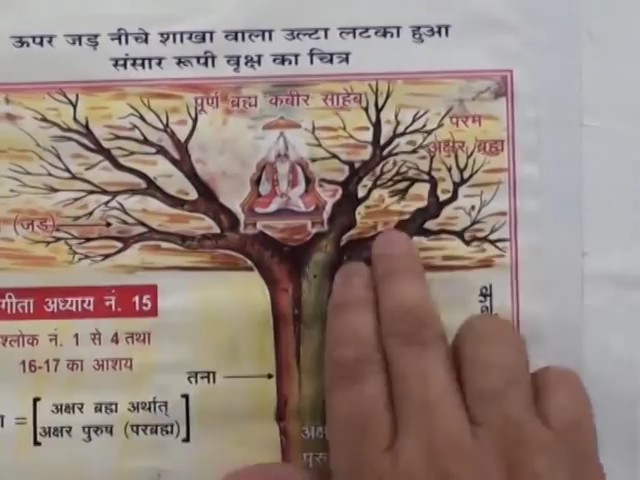 ऊपर जड़ नीचे शाखा वाला उल्टा लटका हुआ
संसार रूपी वृक्ष का चित्र
पूर्ण ब्रह्म कबीर साहेब
परम
अक्षर ब्रह्म
(जड़)
गीता अध्याय नं. 15
श्लोक नं. 1 से 4 तथा
16-17 का आशय
तना
= [अक्षर ब्रह्म अर्थात्
अक्षर पुरुष (परब्रह्म)]